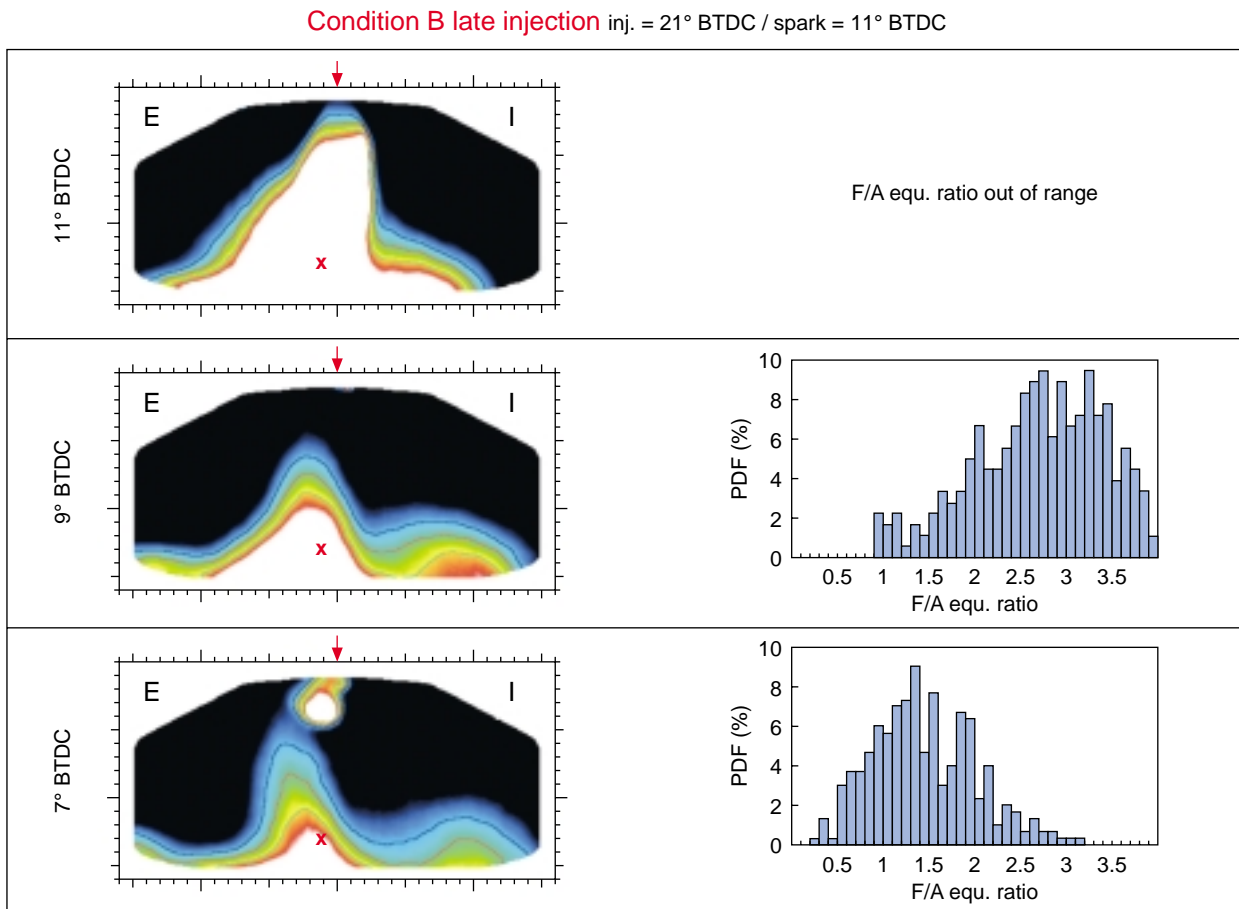 Condition B late injection inj. = 21° BTDC / spark = 11° BTDC
11° BTDC
E I
x
F/A equ. ratio out of range
9° BTDC
E I
x
PDF (%)
10
8
6
4
2
0
0.5 1 1.5 2 2.5 3 3.5
F/A equ. ratio
7° BTDC
E I
x
PDF (%)
10
8
6
4
2
0
0.5 1 1.5 2 2.5 3 3.5
F/A equ. ratio